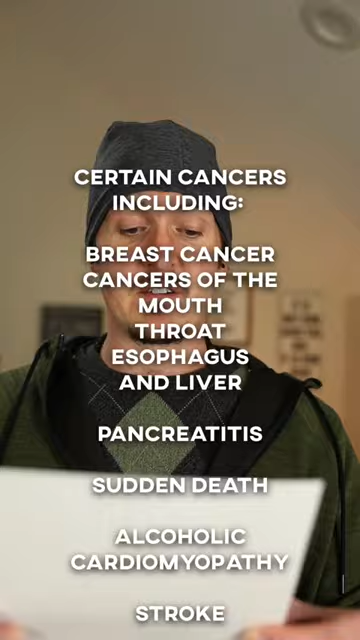 CERTAIN CANCERS
INCLUDING:
BREAST CANCER
CANCERS OF THE
MOUTH
THROAT
ESOPHAGUS
AND LIVER
PANCREATITIS
SUDDEN DEATH
ALCOHOLIC
CARDIOMYOPATHY
STROKE